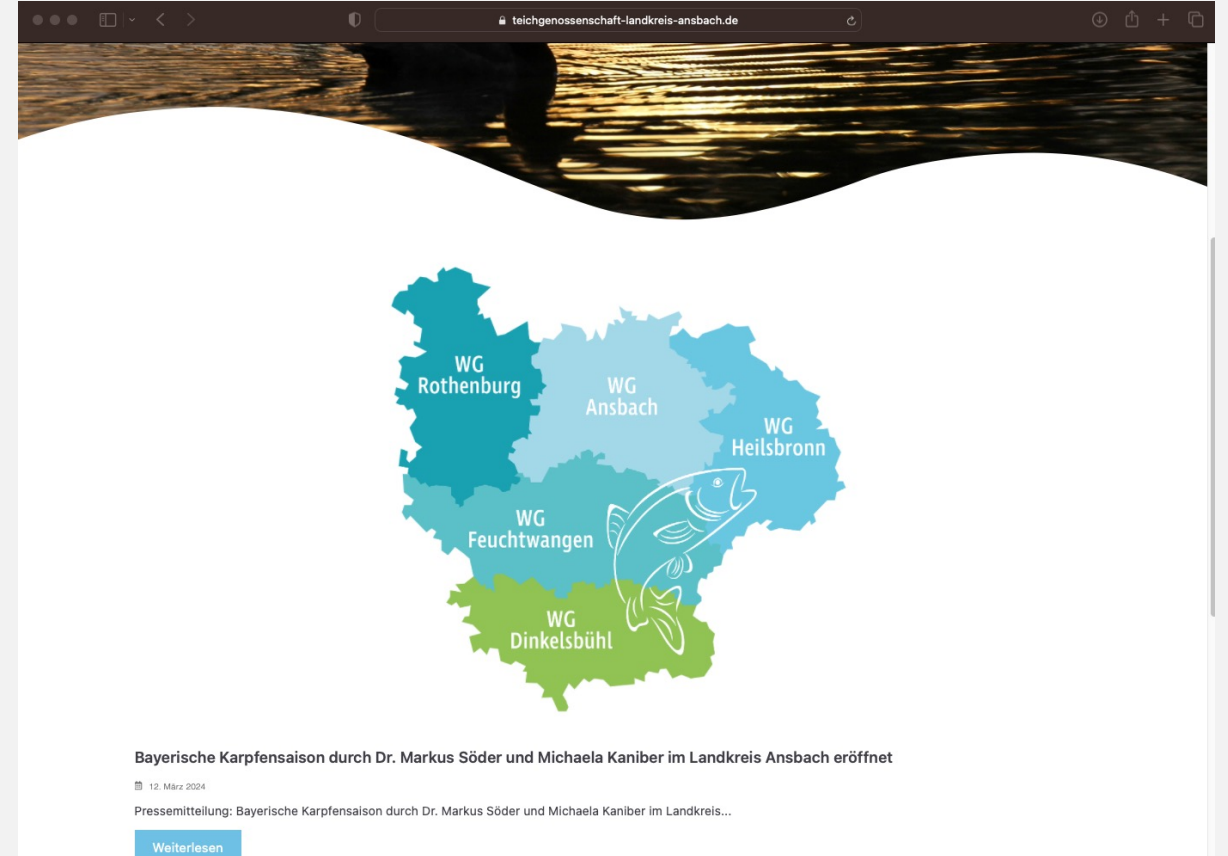 teichgenossenschaft-landkreis-ansbach.de
WG
Rothenburg
WG
Ansbach
WG
Heilsbronn
WG
Feuchtwangen
WG
Dinkelsbühl
Bayerische Karpfensaison durch Dr. Markus Söder und Michaela Kaniber im Landkreis Ansbach eröffnet
12. März 2024
Pressemitteilung: Bayerische Karpfensaison durch Dr. Markus Söder und Michaela Kaniber im Landkreis...
Weiterlesen